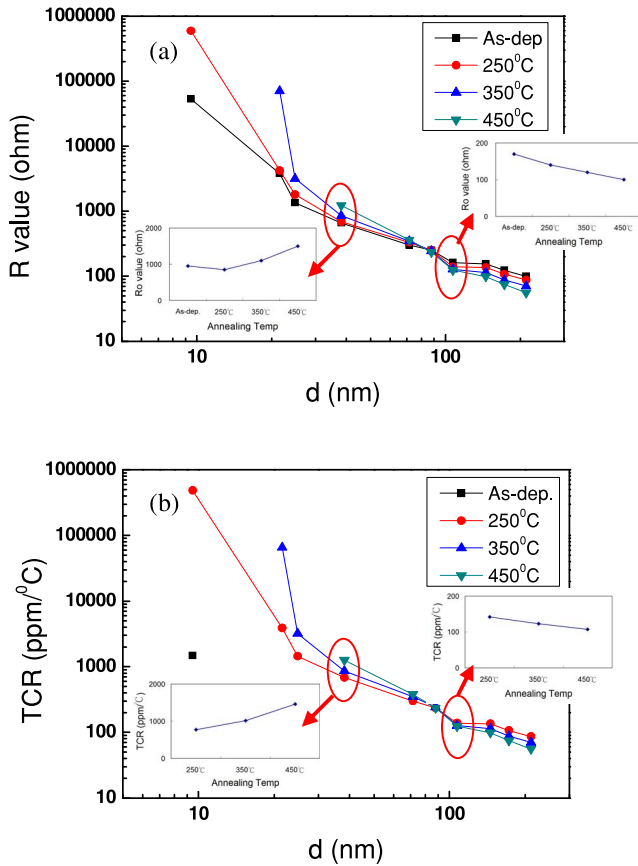 (a)
As-dep
250⁰C
350⁰C
450⁰C
1000000
100000
10000
1000
100
10
R value (ohm)
200
100
0
Ro value (ohm)
As-dep. 250℃ 350℃ 450℃
Annealing Temp
2000
1000
0
Ro value (ohm)
As-dep. 250℃ 350℃ 450℃
Annealing Temp
10 100
d (nm)
(b)
As-dep.
250⁰C
350⁰C
450⁰C
1000000
100000
10000
1000
100
10
TCR (ppm/⁰C)
200
100
0
TCR (ppm/℃)
250℃ 350℃ 450℃
Annealing Temp
2000
1000
0
TCR (ppm/℃)
250℃ 350℃ 450℃
Annealing Temp
10 100
d (nm)